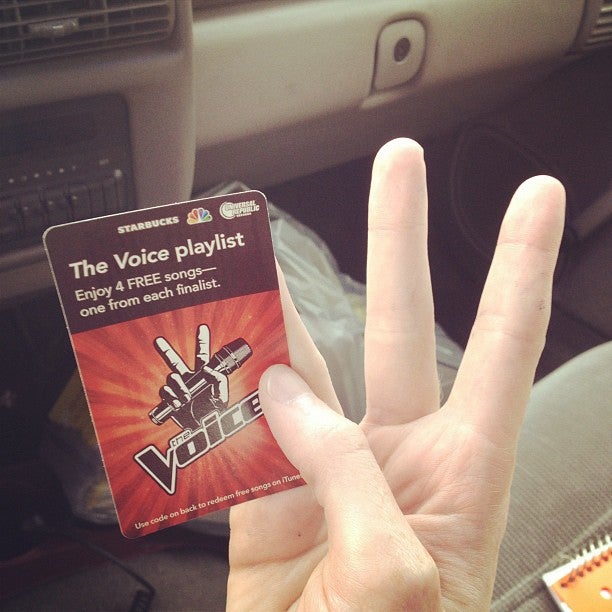 STARBUCKS
UNIVERSAL
REPUBLIC
The Voice playlist
Enjoy 4 FREE songs—
one from each finalist.
the
Voice
Use code on back to redeem free songs on iTunes